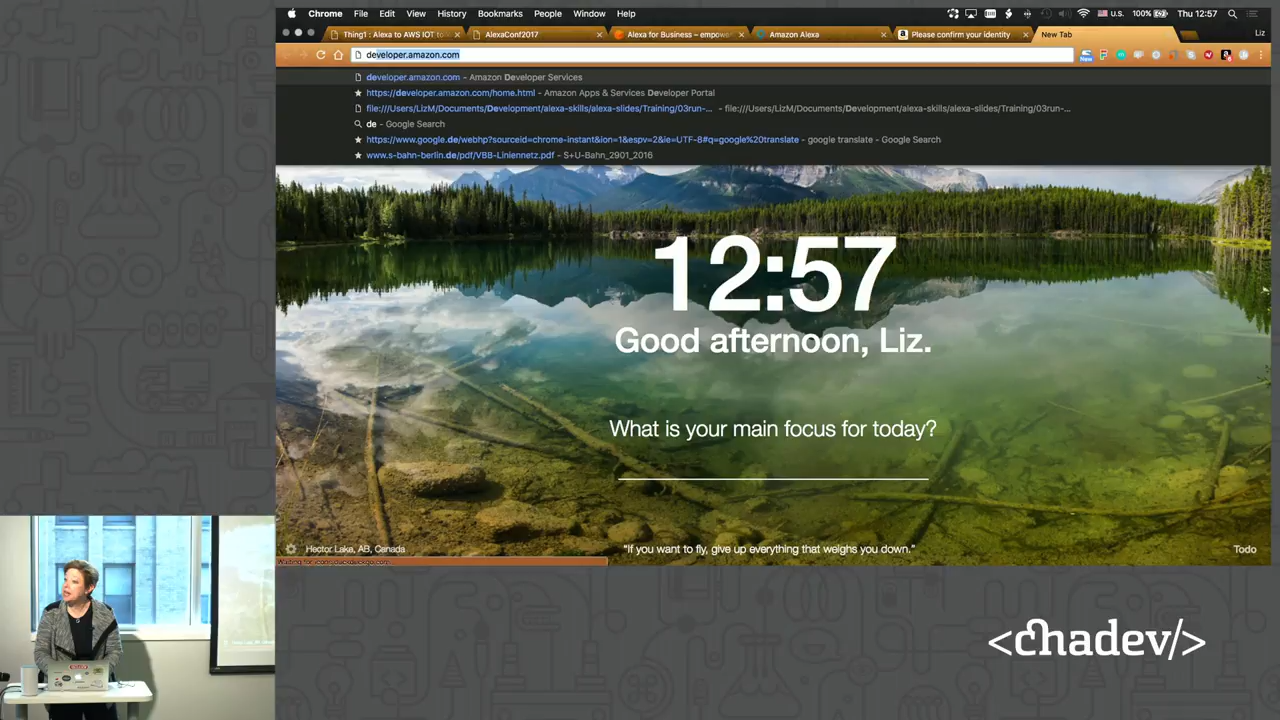 Chrome File Edit View History Bookmarks People Window Help U.S. 100% Thu 12:57
Thing1 : Alexa to AWS IOT to AlexaConf2017 Alexa for Business – empow Amazon Alexa Please confirm your identity New Tab Liz
developer.amazon.com New
developer.amazon.com – Amazon Developer Services
https://developer.amazon.com/home.html – Amazon Apps & Services Developer Portal
file:///Users/LizM/Documents/Development/alexa-skills/alexa-slides/Training/03run-... – file:///Users/LizM/Documents/Development/alexa-skills/alexa-slides/Training/03run-...
de – Google Search
https://www.google.de/webhp?sourceid=chrome-instant&ion=1&espv=2&ie=UTF-8#q=google%20translate – google translate – Google Search
www.s-bahn-berlin.de/pdf/VBB-Liniennetz.pdf – S+U-Bahn_2901_2016
12:57
Good afternoon, Liz.
What is your main focus for today?
Hector Lake, AB, Canada
“If you want to fly, give up everything that weighs you down.”
Todo
<chadev/>